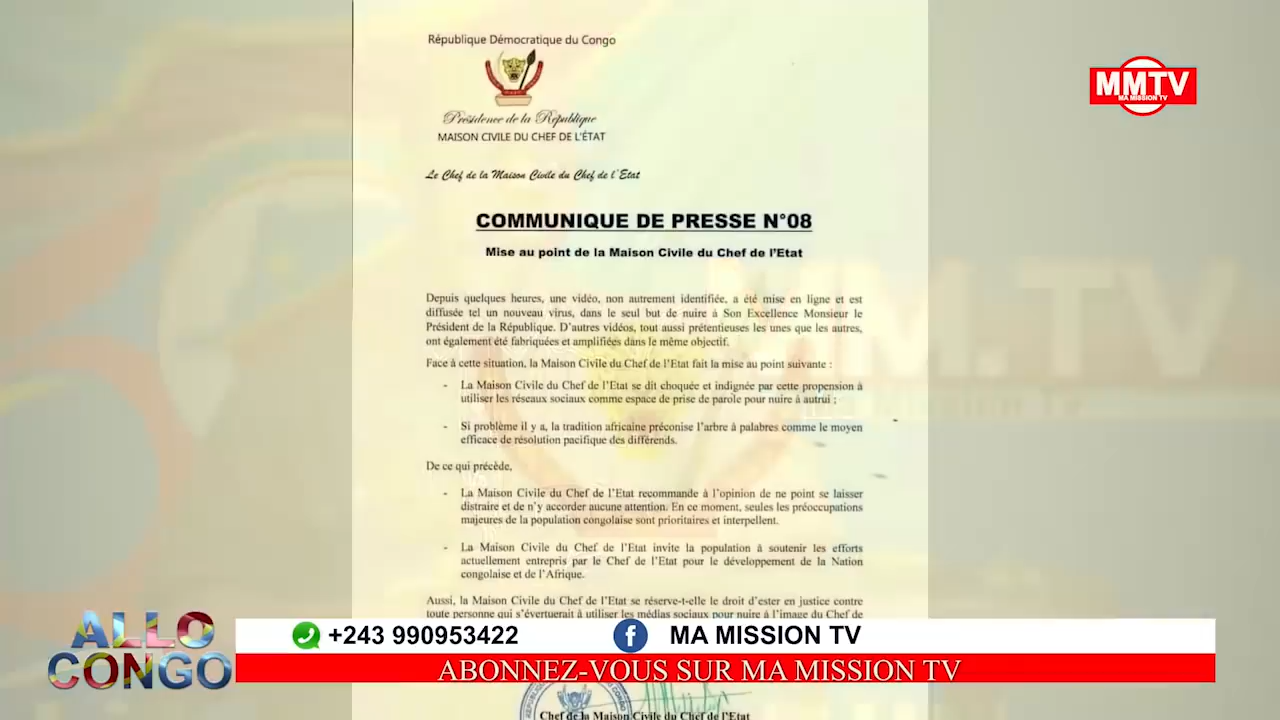 République Démocratique du Congo
Présidence de la République
MAISON CIVILE DU CHEF DE L'ÉTAT
Le Chef de la Maison Civile du Chef de l'Etat
COMMUNIQUE DE PRESSE N°08
Mise au point de la Maison Civile du Chef de l'Etat
Depuis quelques heures, une vidéo, non autrement identifiée, a été mise en ligne et est
diffusée tel un nouveau virus, dans le seul but de nuire à Son Excellence Monsieur le
Président de la République. D'autres vidéos, tout aussi prétentieuses les unes que les autres,
ont également été fabriquées et amplifiées dans le même objectif.
Face à cette situation, la Maison Civile du Chef de l'Etat fait la mise au point suivante :
- La Maison Civile du Chef de l'Etat se dit choquée et indignée par cette propension à
utiliser les réseaux sociaux comme espace de prise de parole pour nuire à autrui ;
- Si problème il y a, la tradition africaine préconise l'arbre à palabres comme le moyen
efficace de résolution pacifique des différends.
De ce qui précède,
- La Maison Civile du Chef de l'Etat recommande à l'opinion de ne point se laisser
distraire et de n'y accorder aucune attention. En ce moment, seules les préoccupations
majeures de la population congolaise sont prioritaires et interpellent.
- La Maison Civile du Chef de l'Etat invite la population à soutenir les efforts
actuellement entrepris par le Chef de l'Etat pour le développement de la Nation
congolaise et de l'Afrique.
Aussi, la Maison Civile du Chef de l'Etat se réserve-t-elle le droit d'ester en justice contre
toute personne qui s'évertuerait à utiliser les médias sociaux pour nuire à l'image du Chef de
Chef de la Maison Civile du Chef de l'Etat
MMTV
MA MISSION TV
MM.TV
ALLO
CONGO
+243 990953422
MA MISSION TV
ABONNEZ-VOUS SUR MA MISSION TV